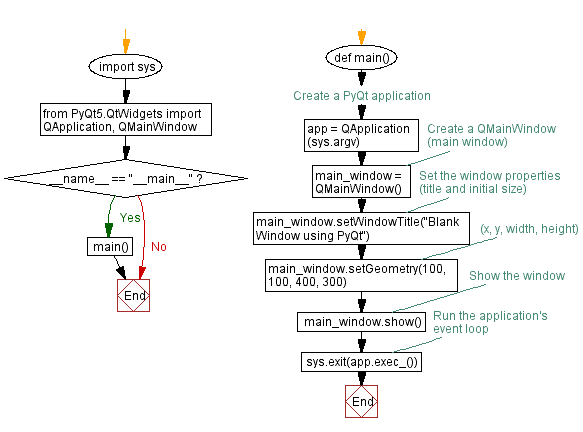 import sys
from PyQt5.QtWidgets import
QApplication, QMainWindow
__name__ == "__main__" ?
Yes
main()
No
End
def main()
Create a PyQt application
app = QApplication
(sys.argv)
Create a QMainWindow
(main window)
main_window =
QMainWindow()
Set the window properties
(title and initial size)
main_window.setWindowTitle("Blank
Window using PyQt")
(x, y, width, height)
main_window.setGeometry(100,
100, 400, 300)
Show the window
main_window.show()
Run the application's
event loop
sys.exit(app.exec_())
End